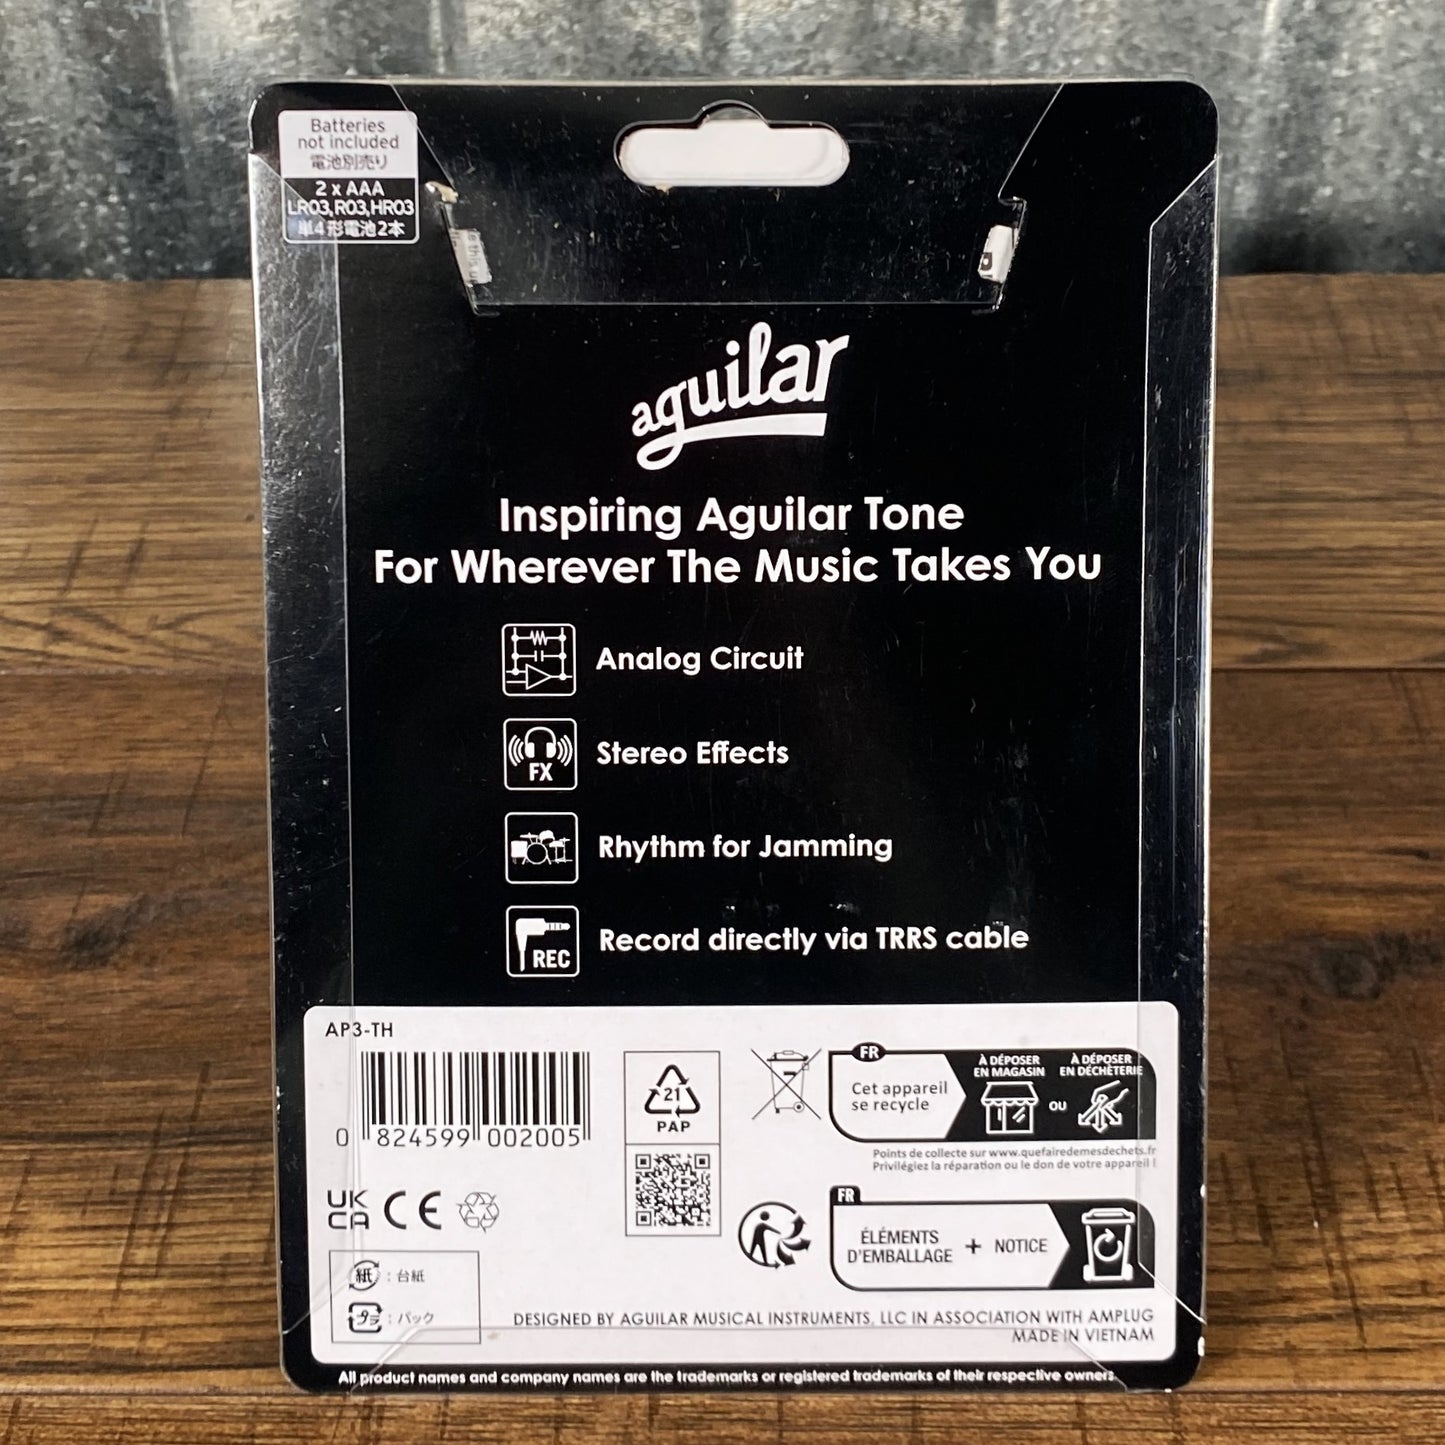 Batteries
not included
電池別売り
2 x AAA
LR03, R03, HR03
単4形電池2本
aguilar
Inspiring Aguilar Tone
For Wherever The Music Takes You
Analog Circuit
FX
Stereo Effects
Rhythm for Jamming
REC
Record directly via TRRS cable
AP3-TH
0 824599 002005
21
PAP
FR
Cet appareil
se recycle
À DÉPOSER
EN MAGASIN
OU
À DÉPOSER
EN DÉCHÈTERIE
Points de collecte sur www.quefairedemesdechets.fr
Privilégiez la réparation ou le don de votre appareil !
UK
CA CE
FR
ÉLÉMENTS
D'EMBALLAGE + NOTICE
紙 : 台紙
プラ : パック
DESIGNED BY AGUILAR MUSICAL INSTRUMENTS, LLC IN ASSOCIATION WITH AMPLUG
MADE IN VIETNAM
All product names and company names are the trademarks or registered trademarks of their respective owners.